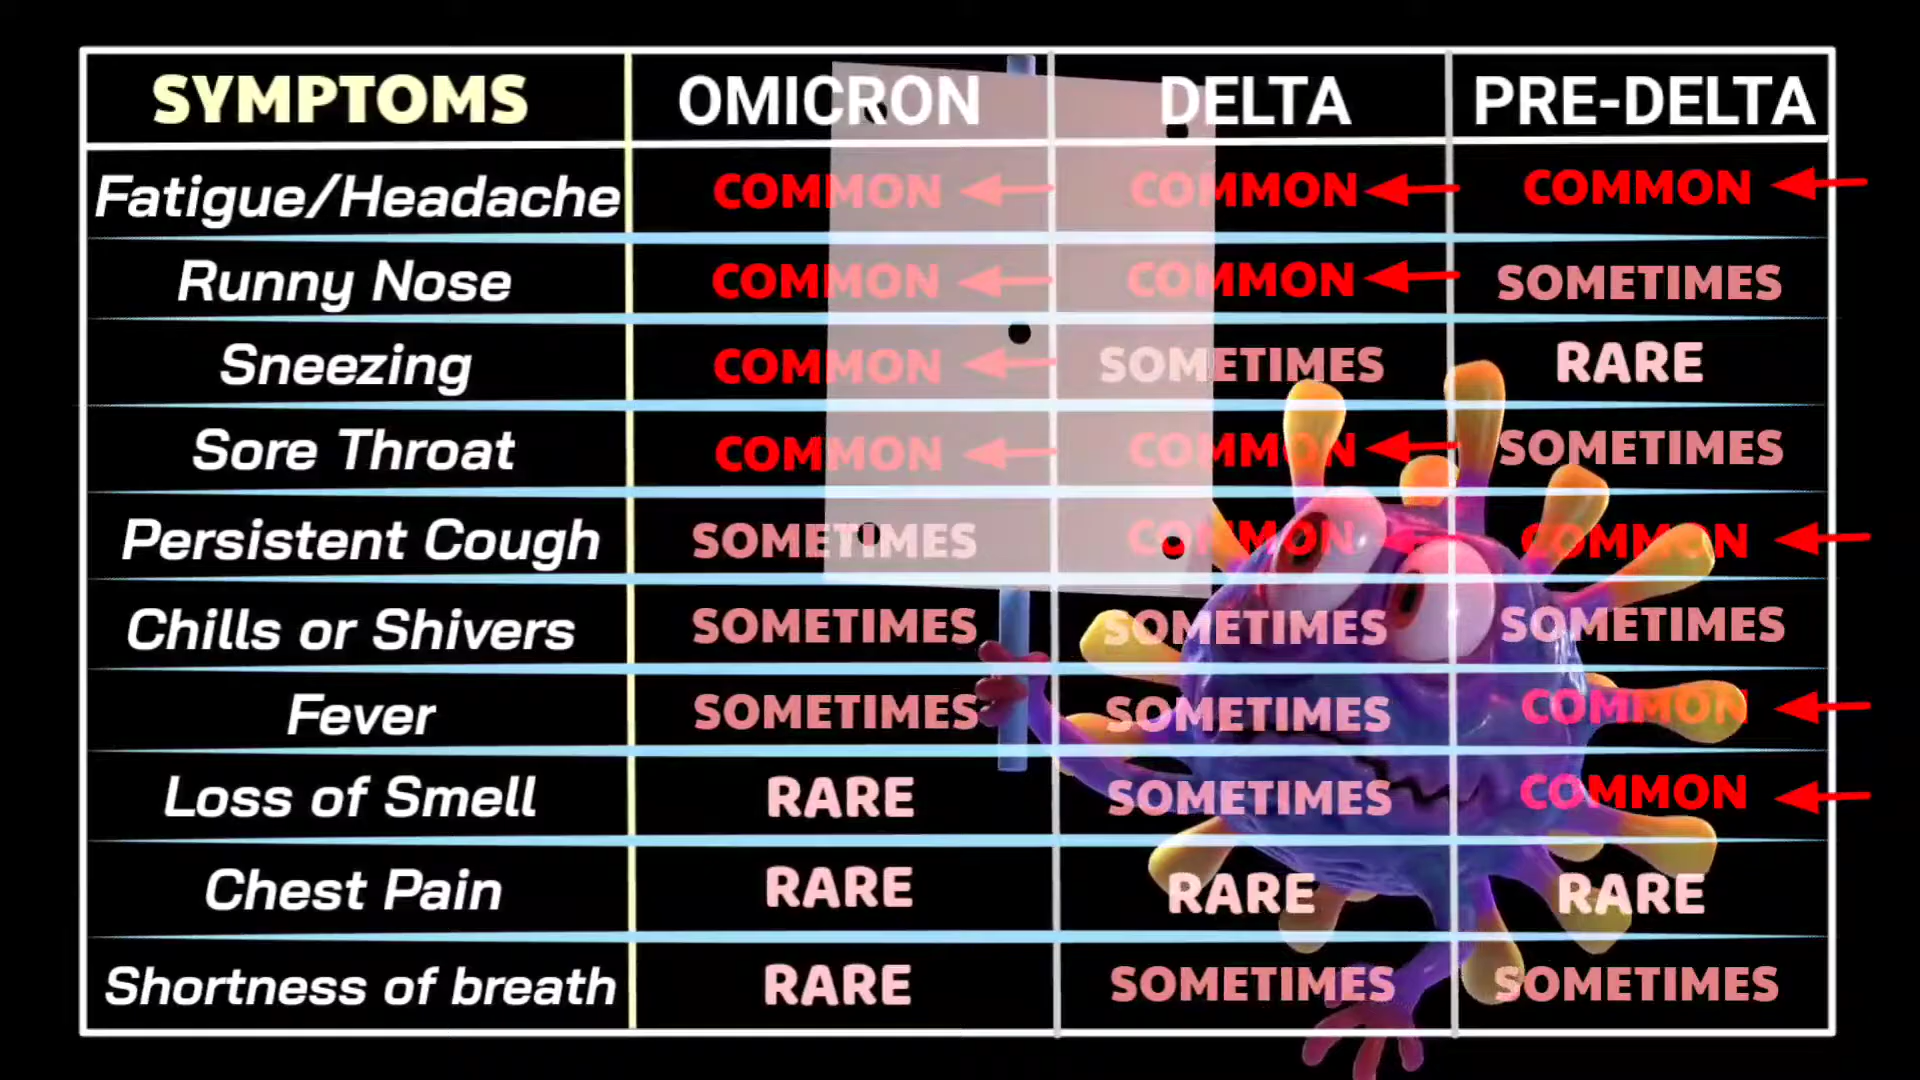 SYMPTOMS OMICRON DELTA PRE-DELTA
Fatigue/Headache COMMON COMMON COMMON
Runny Nose COMMON COMMON SOMETIMES
Sneezing COMMON SOMETIMES RARE
Sore Throat COMMON COMMON SOMETIMES
Persistent Cough SOMETIMES COMMON COMMON
Chills or Shivers SOMETIMES SOMETIMES SOMETIMES
Fever SOMETIMES SOMETIMES COMMON
Loss of Smell RARE SOMETIMES COMMON
Chest Pain RARE RARE RARE
Shortness of breath RARE SOMETIMES SOMETIMES